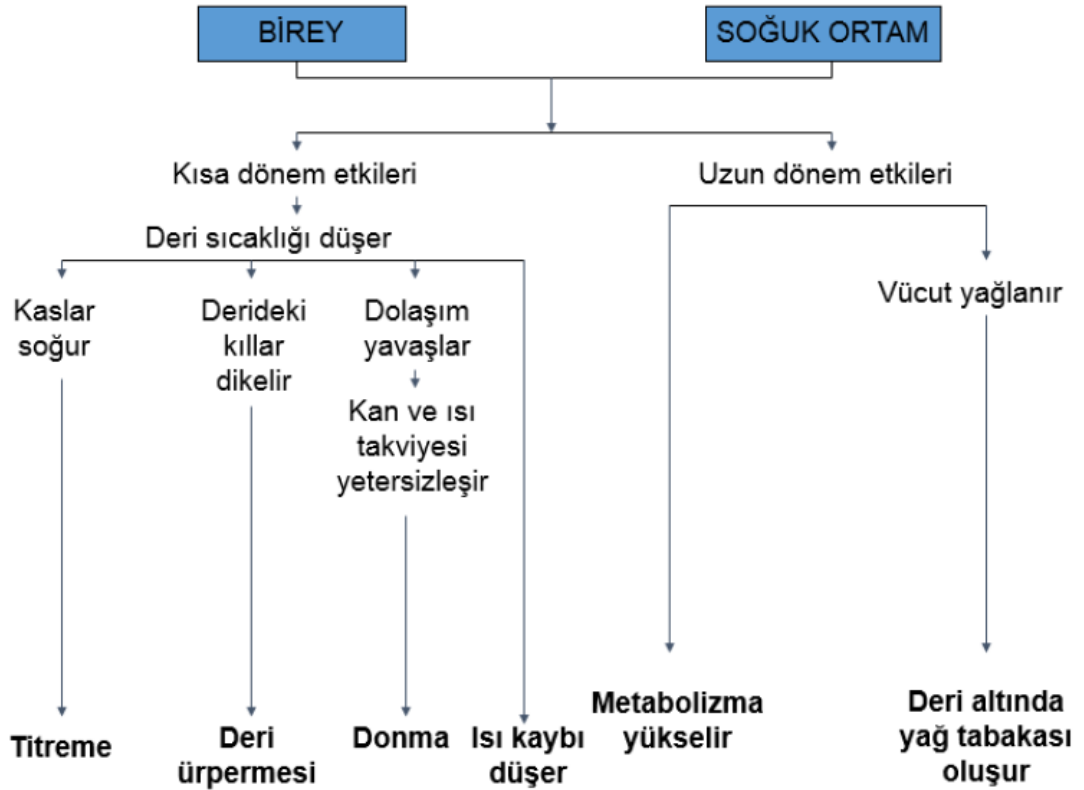 BİREY
SOĞUK ORTAM
Kısa dönem etkileri
Uzun dönem etkileri
Deri sıcaklığı düşer
Kaslar
soğur
Derideki
kıllar
dikelir
Dolaşım
yavaşlar
Kan ve ısı
takviyesi
yetersizleşir
Vücut yağlanır
Titreme
Deri
ürpermesi
Donma
Isı kaybı
düşer
Metabolizma
yükselir
Deri altında
yağ tabakası
oluşur